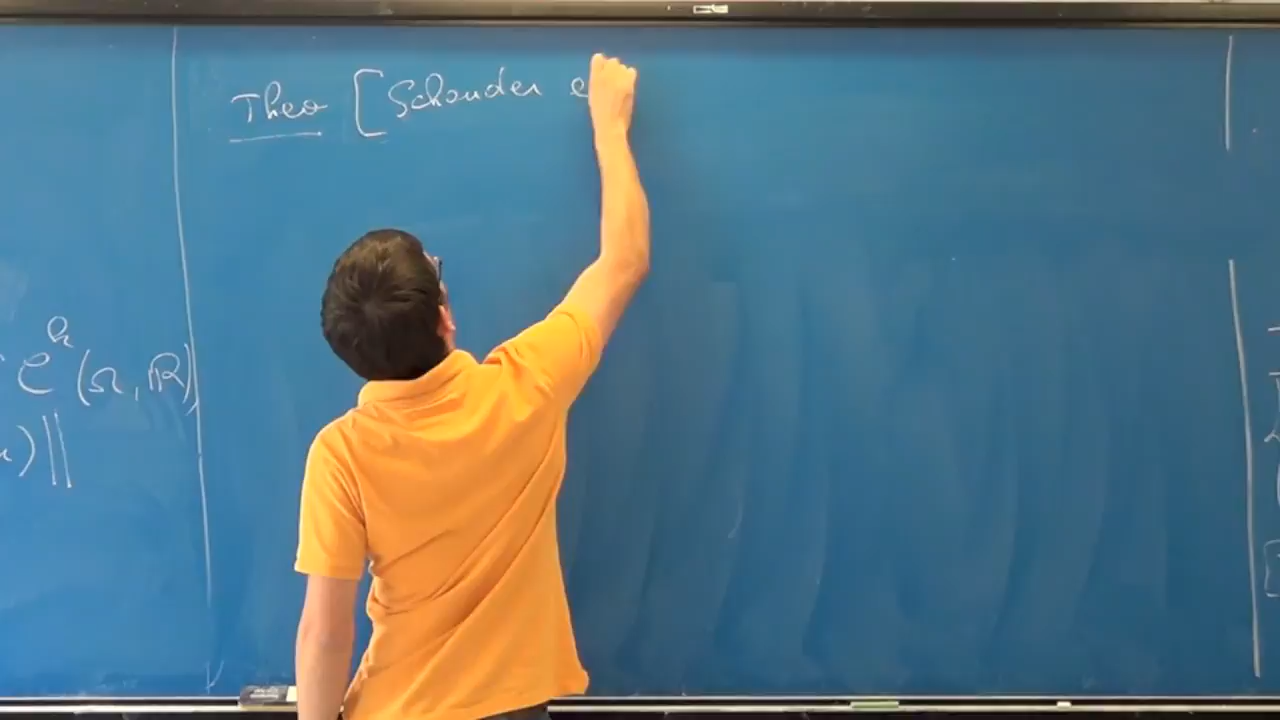 Theo [Schauder e
C^k(Ω, ℝ)
)||